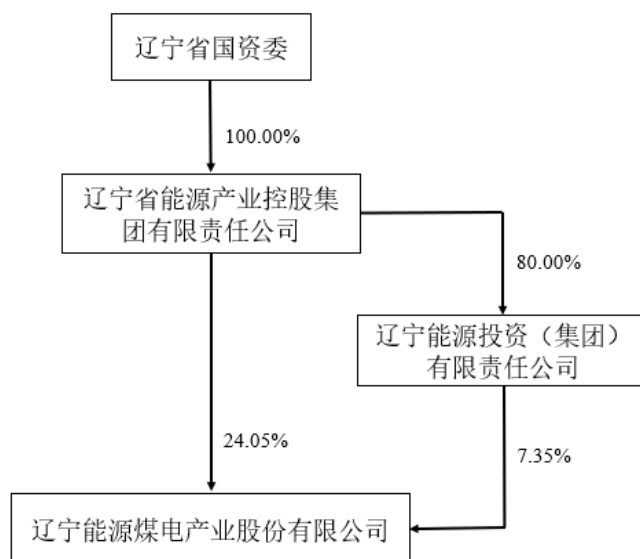 辽宁省国资委
100.00%
辽宁省能源产业控股集
团有限责任公司
80.00%
辽宁能源投资（集团）
有限责任公司
24.05%
7.35%
辽宁能源煤电产业股份有限公司